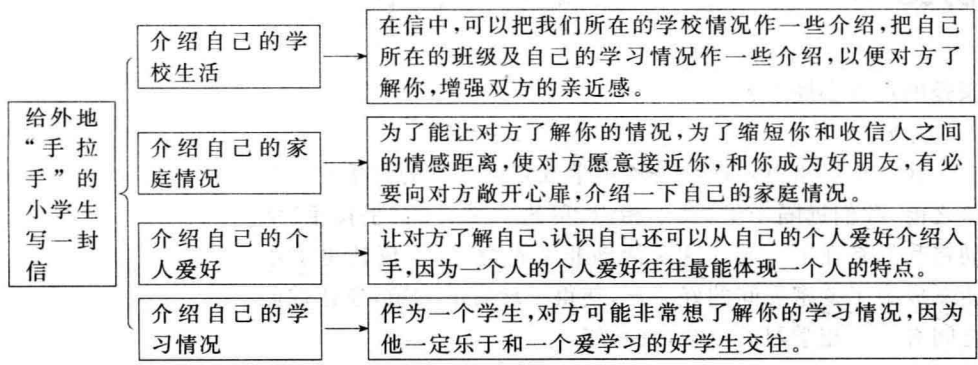 给外地
“手拉
手”的
小学生
写一封
信
介绍自己的学
校生活
在信中,可以把我们所在的学校情况作一些介绍,把自己
所在的班级及自己的学习情况作一些介绍,以便对方了
解你,增强双方的亲近感。
介绍自己的家
庭情况
为了能让对方了解你的情况,为了缩短你和收信人之间
的情感距离,使对方愿意接近你,和你成为好朋友,有必
要向对方敞开心扉,介绍一下自己的家庭情况。
介绍自己的个
人爱好
让对方了解自己、认识自己还可以从自己的个人爱好介绍入
手,因为一个人的个人爱好往往最能体现一个人的特点。
介绍自己的学
习情况
作为一个学生,对方可能非常想了解你的学习情况,因为
他一定乐于和一个爱学习的好学生交往。